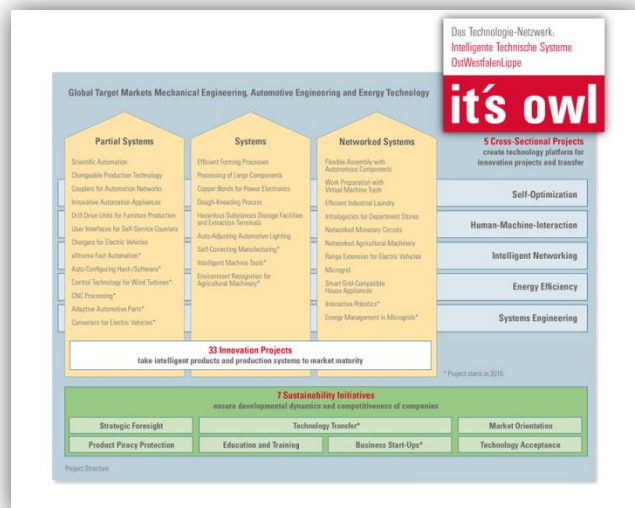 Das Technologie-Netzwerk:
Intelligente Technische Systeme
OstWestfalenLippe
it's owl
Global Target Markets Mechanical Engineering, Automotive Engineering and Energy Technology
Partial Systems
Scientific Automation
Changeable Production Technology
Couplers for Automation Networks
Innovative Automation Appliances
Drill Drive Units for Furniture Production
User Interfaces for Self-Service Counters
Chargers for Electric Vehicles
eXtreme Fast Automation*
Auto-Configuring Hard-/Software*
Control Technology for Wind Turbines*
CNC Processing*
Adaptive Automotive Parts*
Converters for Electric Vehicles*
Systems
Efficient Forming Processes
Processing of Large Components
Copper Bonds for Power Electronics
Dough-Kneading Process
Hazardous Substances Storage Facilities
and Extraction Terminals
Auto-Adjusting Automotive Lighting
Self-Correcting Manufacturing*
Intelligent Machine Tools*
Environment Recognition for
Agricultural Machinery*
Networked Systems
Flexible Assembly with
Autonomous Components
Work Preparation with
Virtual Machine Tools
Efficient Industrial Laundry
Intralogistics for Department Stores
Networked Monetary Circuits
Networked Agricultural Machinery
Range Extension for Electric Vehicles
Microgrid
Smart Grid-Compatible
House Appliances
Interactive Robotics*
Energy Management in Microgrids*
5 Cross-Sectional Projects
create technology platform for
innovation projects and transfer
Self-Optimization
Human-Machine-Interaction
Intelligent Networking
Energy Efficiency
Systems Engineering
33 Innovation Projects
take intelligent products and production systems to market maturity
* Project starts in 2015
7 Sustainability Initiatives
ensure developmental dynamics and competitiveness of companies
Strategic Foresight
Technology Transfer*
Market Orientation
Product Piracy Protection
Education and Training
Business Start-Ups*
Technology Acceptance
Project Structure